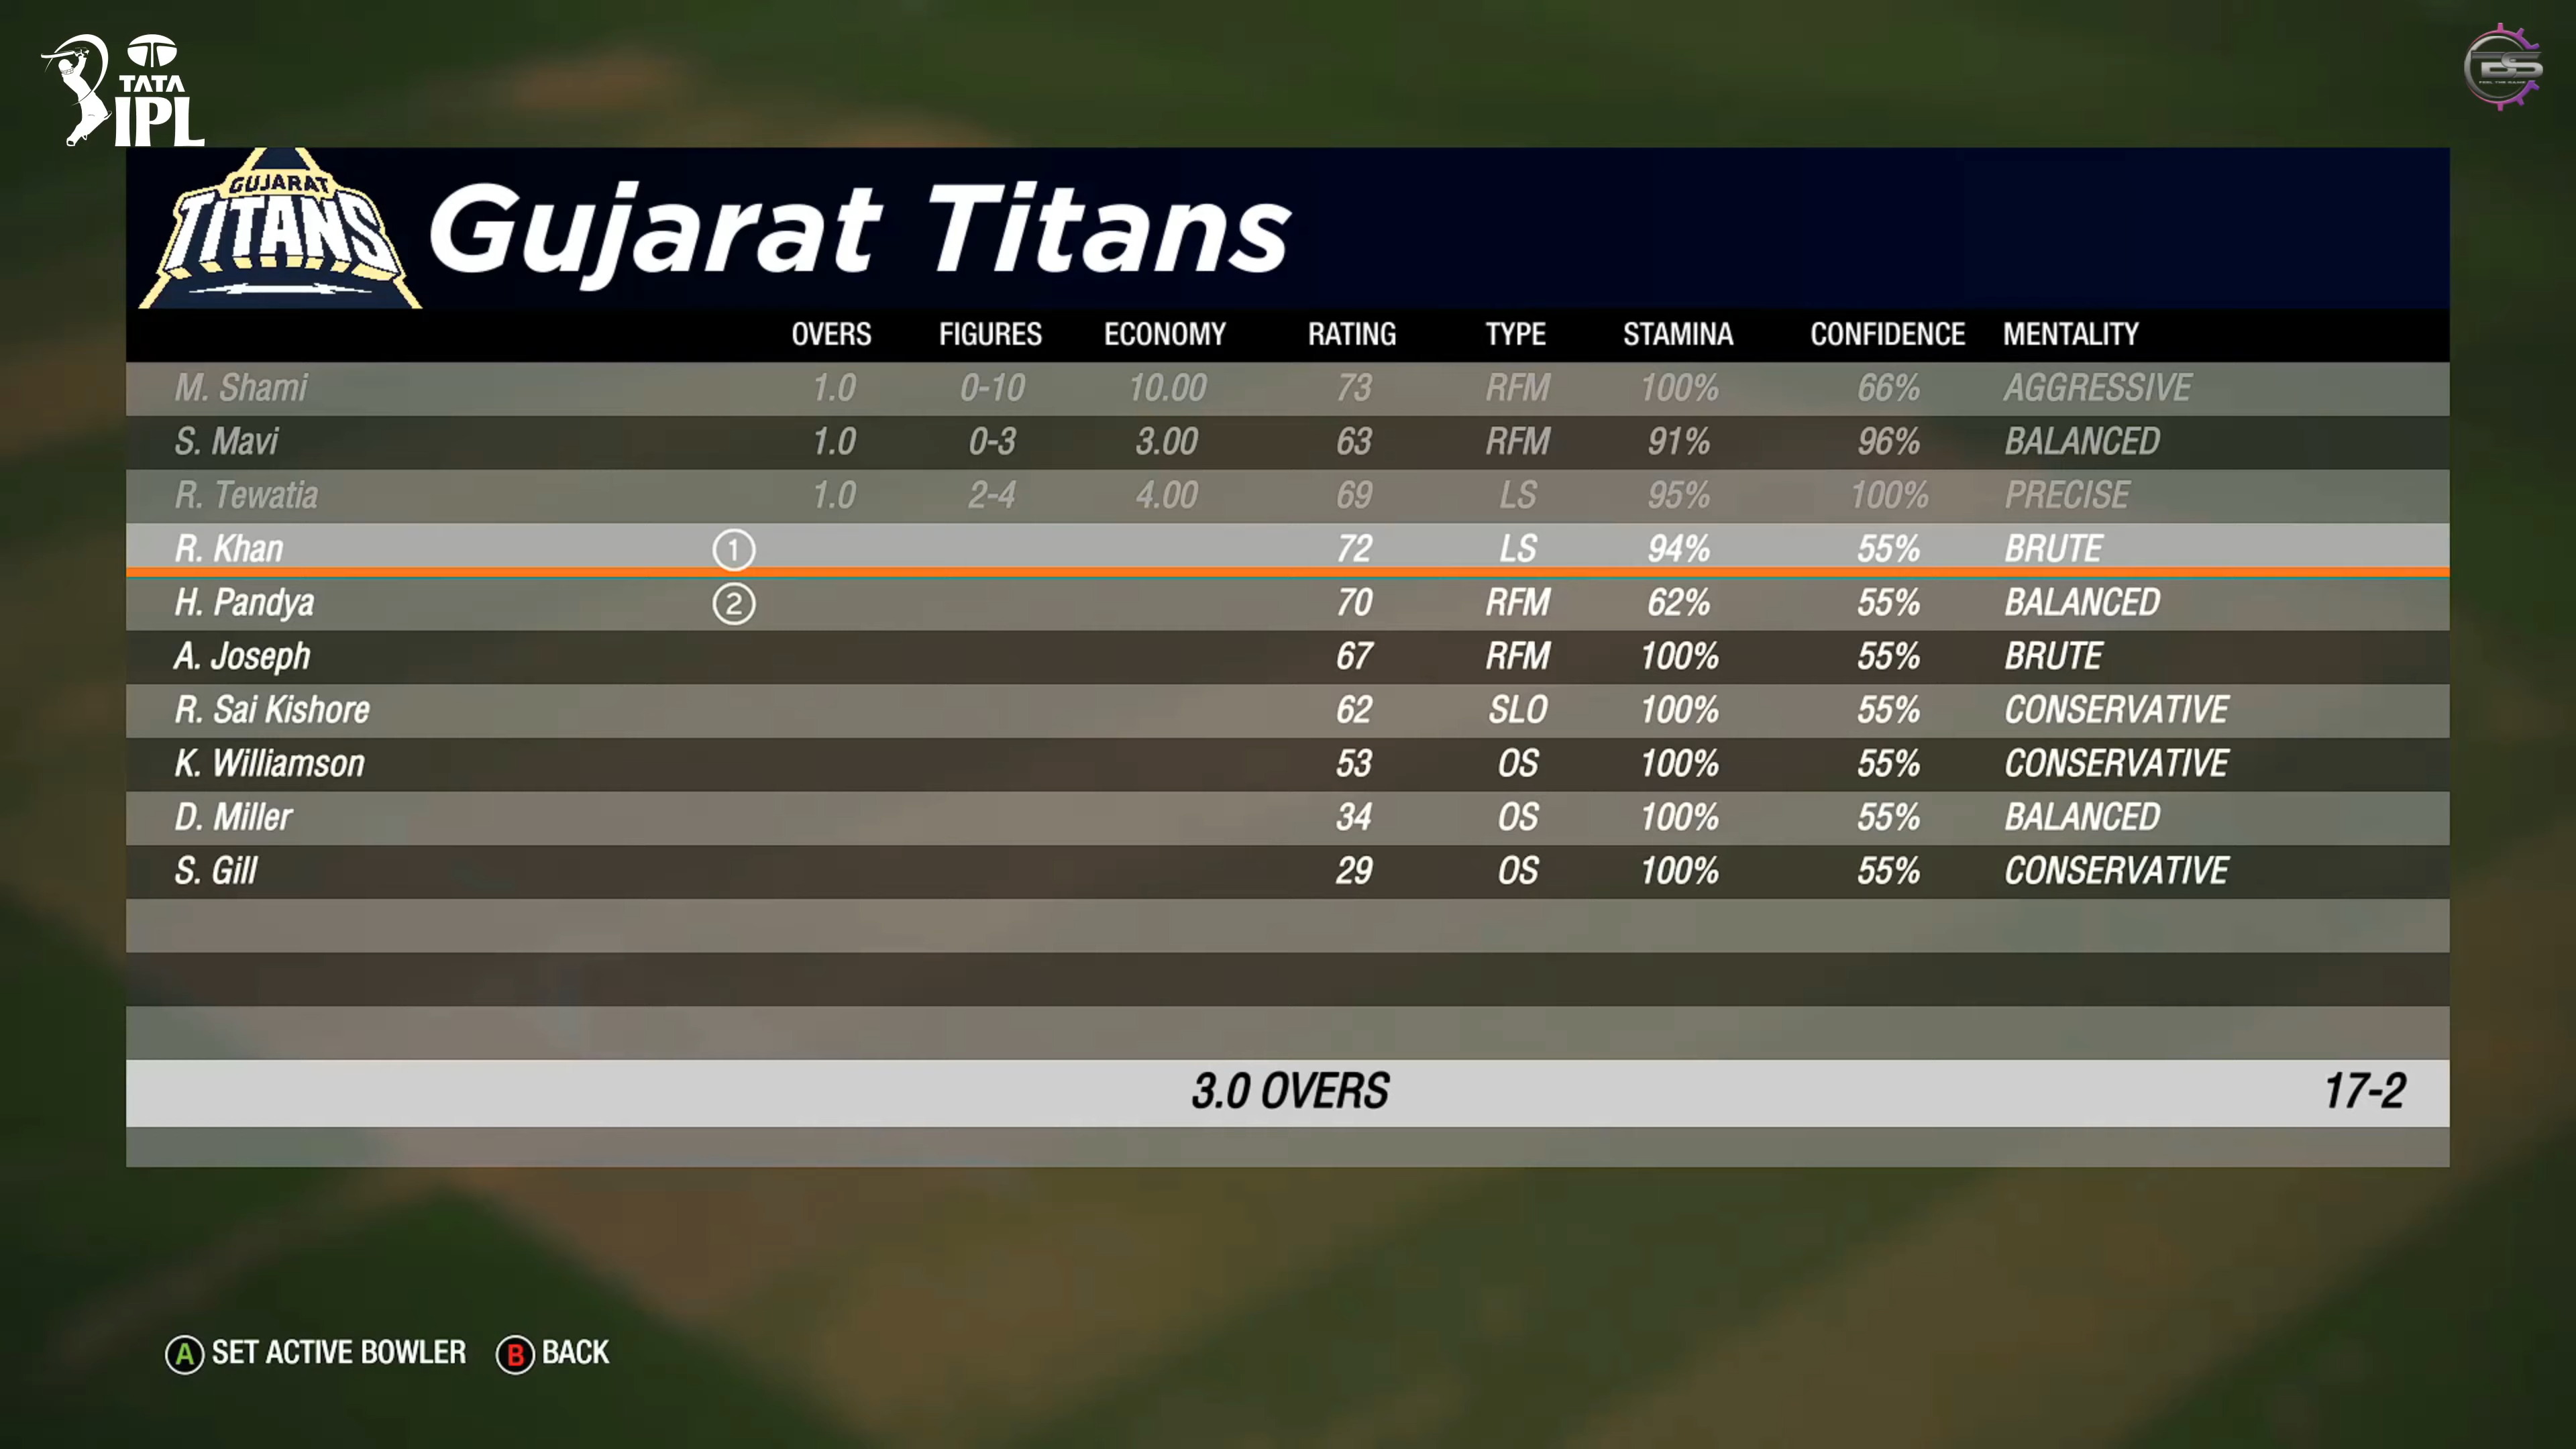 TATA
IPL
BS
GUJARAT
TITANS
Gujarat Titans
OVERS FIGURES ECONOMY RATING TYPE STAMINA CONFIDENCE MENTALITY
M. Shami 1.0 0-10 10.00 73 RFM 100% 66% AGGRESSIVE
S. Mavi 1.0 0-3 3.00 63 RFM 91% 96% BALANCED
R. Tewatia 1.0 2-4 4.00 69 LS 95% 100% PRECISE
R. Khan 1 72 LS 94% 55% BRUTE
H. Pandya 2 70 RFM 62% 55% BALANCED
A. Joseph 67 RFM 100% 55% BRUTE
R. Sai Kishore 62 SLO 100% 55% CONSERVATIVE
K. Williamson 53 OS 100% 55% CONSERVATIVE
D. Miller 34 OS 100% 55% BALANCED
S. Gill 29 OS 100% 55% CONSERVATIVE
3.0 OVERS 17-2
A SET ACTIVE BOWLER B BACK